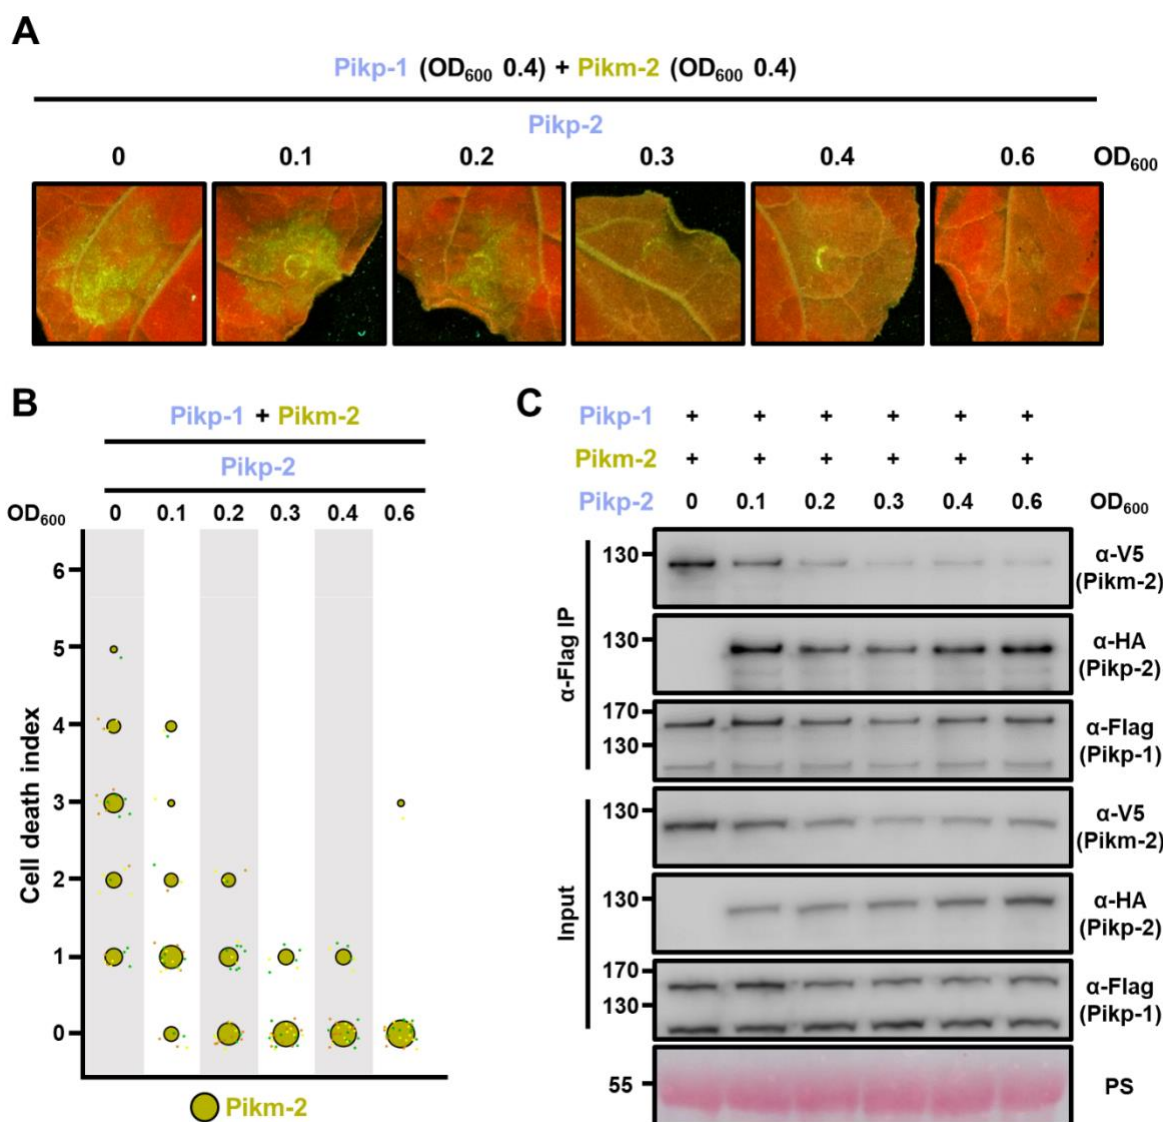 A
Pikp-1 (OD600 0.4) + Pikm-2 (OD600 0.4)
Pikp-2
0 0.1 0.2 0.3 0.4 0.6 OD600
B
Pikp-1 + Pikm-2
Pikp-2
OD600 0 0.1 0.2 0.3 0.4 0.6
Cell death index
6
5
4
3
2
1
0
Pikm-2
C
Pikp-1 + + + + + +
Pikm-2 + + + + + +
Pikp-2 0 0.1 0.2 0.3 0.4 0.6 OD600
α-Flag IP
130 α-V5
(Pikm-2)
130 α-HA
(Pikp-2)
170 α-Flag
130 (Pikp-1)
Input
130 α-V5
(Pikm-2)
130 α-HA
(Pikp-2)
170 α-Flag
130 (Pikp-1)
55 PS